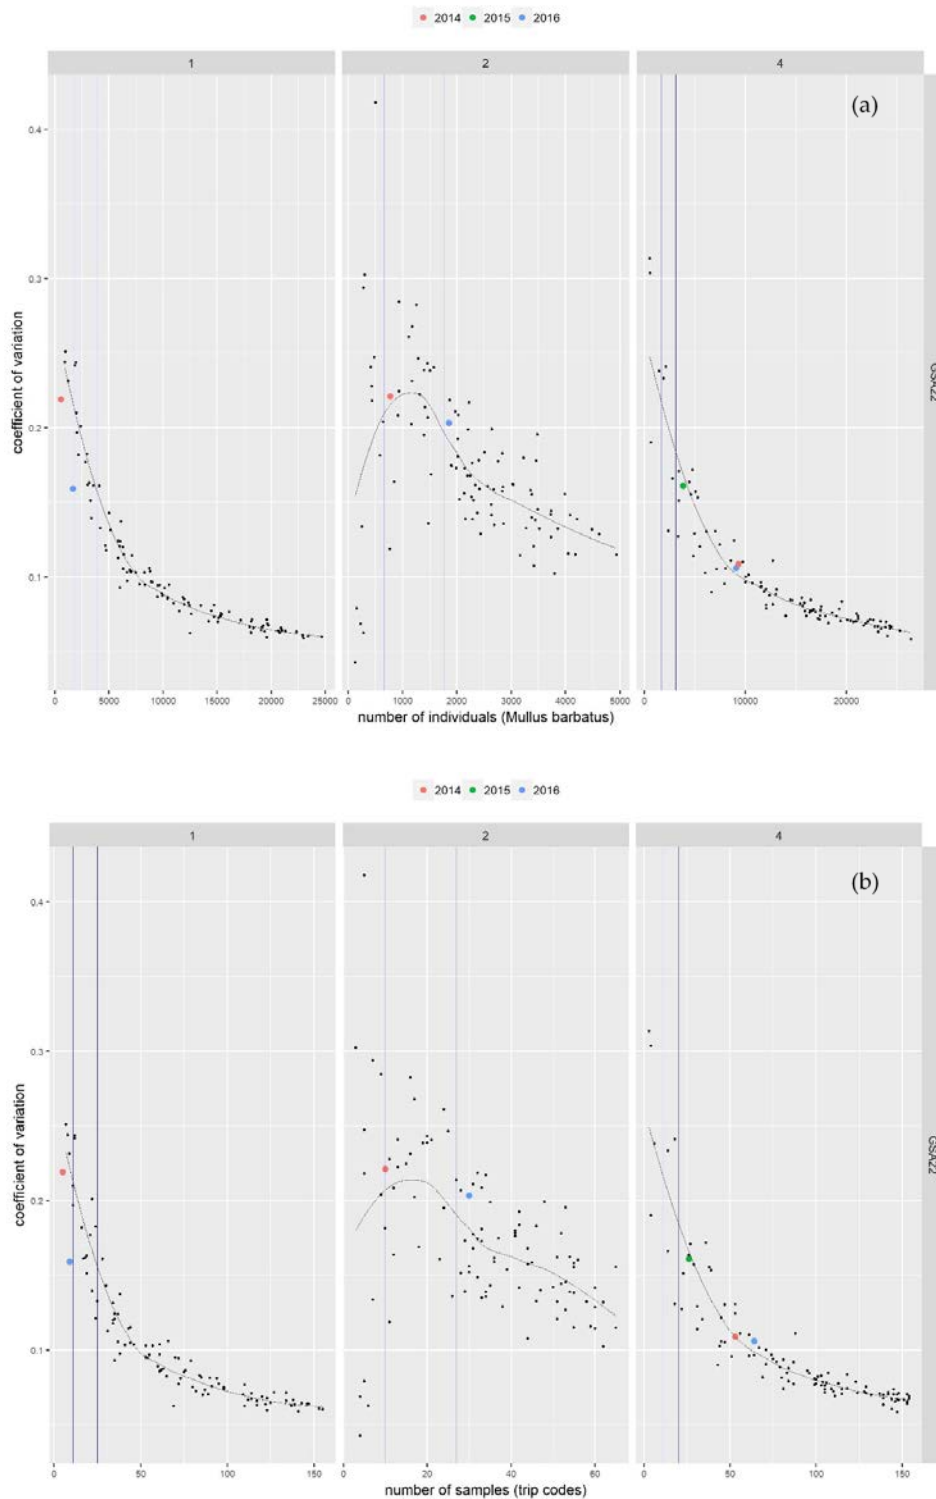 2014 2015 2016
1 2 4
(a)
0.4
0.3
0.2
0.1
coefficient of variation
GSA22
0 5000 10000 15000 20000 25000 0 1000 2000 3000 4000 5000 0 10000 20000
number of individuals (Mullus barbatus)
2014 2015 2016
1 2 4
(b)
0.4
0.3
0.2
0.1
coefficient of variation
GSA22
0 50 100 150 0 20 40 60 0 50 100 150
number of samples (trip codes)